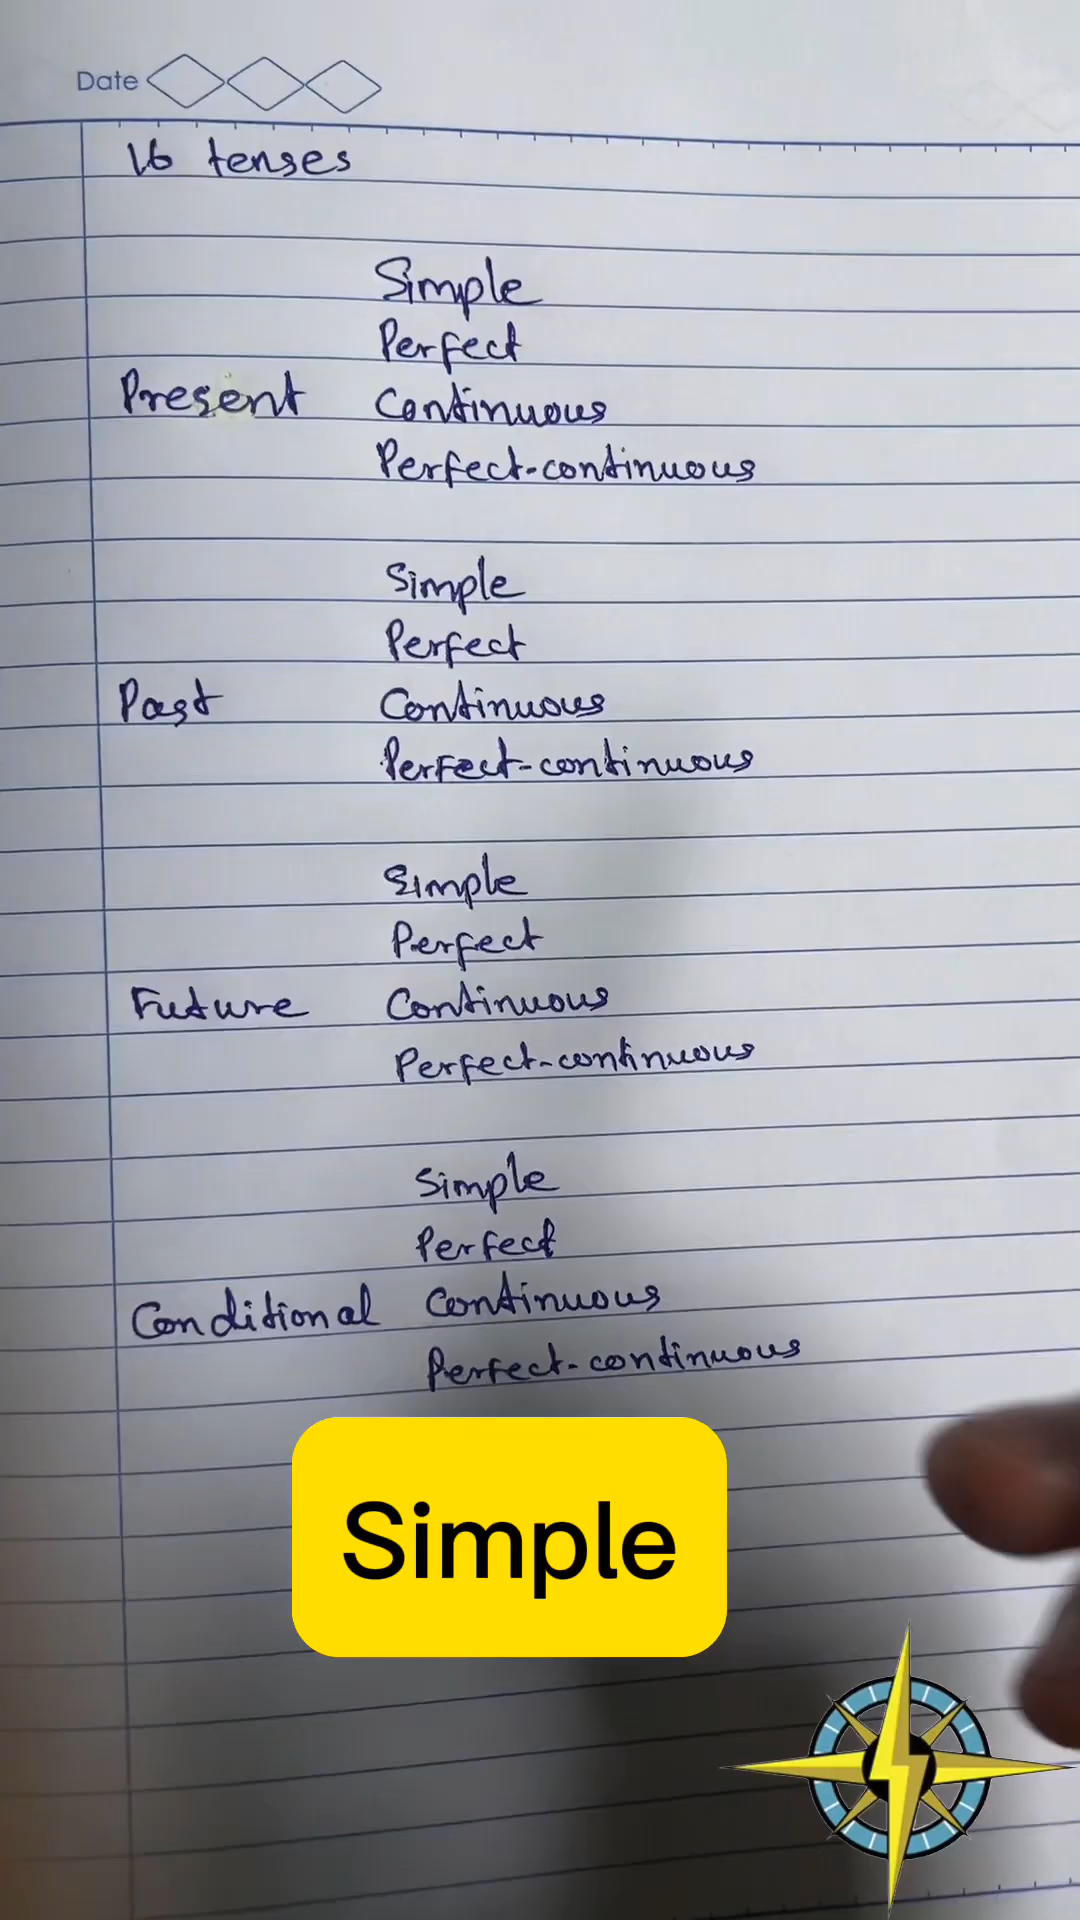 Date
16 tenses
Simple
Perfect
Present Continuous
Perfect-continuous
Simple
Perfect
Past Continuous
Perfect-continuous
Simple
Perfect
Future Continuous
Perfect-continuous
Simple
Perfect
Conditional Continuous
Perfect-continuous
Simple